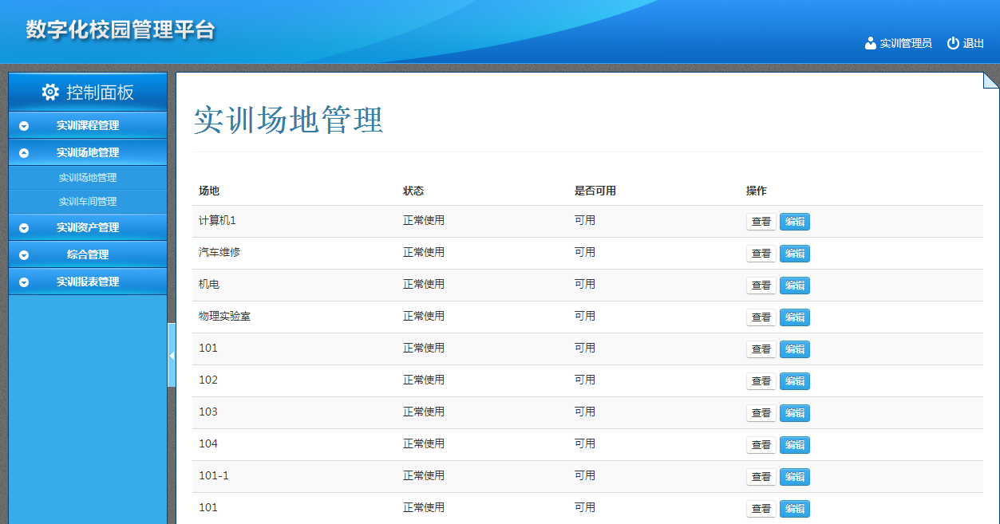 数字化校园管理平台
实训管理员 退出
控制面板
实训课程管理
实训场地管理
实训场地管理
实训车间管理
实训资产管理
综合管理
实训报表管理
实训场地管理
场地 状态 是否可用 操作
计算机1 正常使用 可用 查看 编辑
汽车维修 正常使用 可用 查看 编辑
机电 正常使用 可用 查看 编辑
物理实验室 正常使用 可用 查看 编辑
101 正常使用 可用 查看 编辑
102 正常使用 可用 查看 编辑
103 正常使用 可用 查看 编辑
104 正常使用 可用 查看 编辑
101-1 正常使用 可用 查看 编辑
101 正常使用 可用 查看 编辑